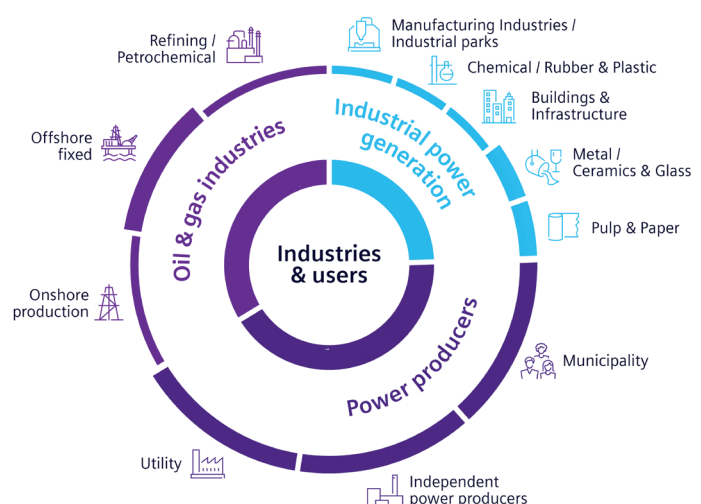 Manufacturing Industries /
Industrial parks
Chemical / Rubber & Plastic
Buildings &
Infrastructure
Metal /
Ceramics & Glass
Pulp & Paper
Municipality
Independent
power producers
Utility
Onshore
production
Offshore
fixed
Refining /
Petrochemical
Industrial power
generation
Power producers
Oil & gas industries
Industries
& users